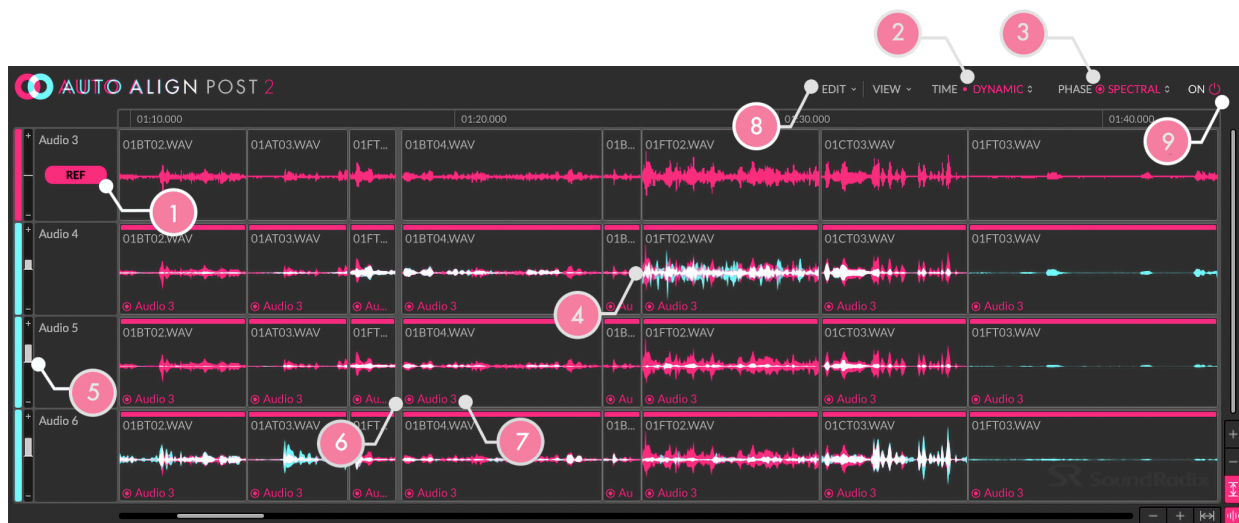 2 3
AUTO ALIGN POST 2
EDIT VIEW TIME • DYNAMIC PHASE SPECTRAL ON
8 9
01:10.000 01:20.000 01:30.000 01:40.000
+ Audio 3 01BT02.WAV 01AT03.WAV 01FT... 01BT04.WAV 01B... 01FT02.WAV 01CT03.WAV 01FT03.WAV
REF
1
-
+ Audio 4 01BT02.WAV 01AT03.WAV 01FT... 01BT04.WAV 01B... 01FT02.WAV 01CT03.WAV 01FT03.WAV
4
- Audio 3 Audio 3 Au... Audio 3 Au Audio 3 Audio 3 Audio 3
+ Audio 5 01BT02.WAV 01AT03.WAV 01FT... 01BT04.WAV 01B... 01FT02.WAV 01CT03.WAV 01FT03.WAV
5
- Audio 3 Audio 3 Au... Audio 3 Au Audio 3 Audio 3 Audio 3
6 7
+ Audio 6 01BT02.WAV 01AT03.WAV 01FT... 01BT04.WAV 01B... 01FT02.WAV 01CT03.WAV 01FT03.WAV
+
-
SR SoundRadix
- Audio 3 Audio 3 Au... Audio 3 Au Audio 3 Audio 3 Audio 3
- +